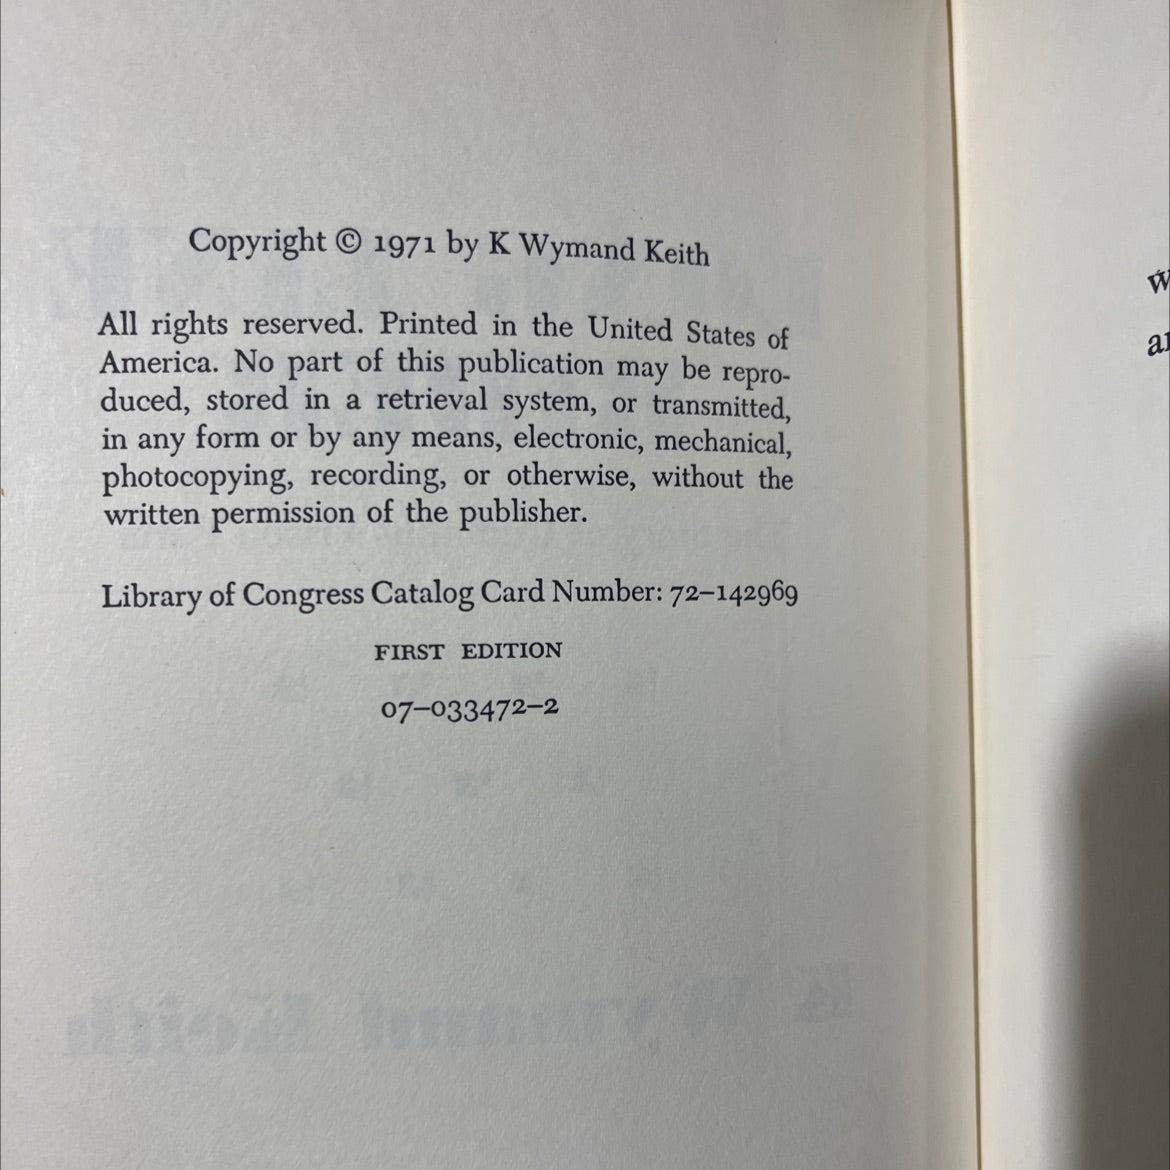 Copyright © 1971 by K Wymand Keith
All rights reserved. Printed in the United States of
America. No part of this publication may be repro-
duced, stored in a retrieval system, or transmitted,
in any form or by any means, electronic, mechanical,
photocopying, recording, or otherwise, without the
written permission of the publisher.
Library of Congress Catalog Card Number: 72–142969
FIRST EDITION
07–033472–2